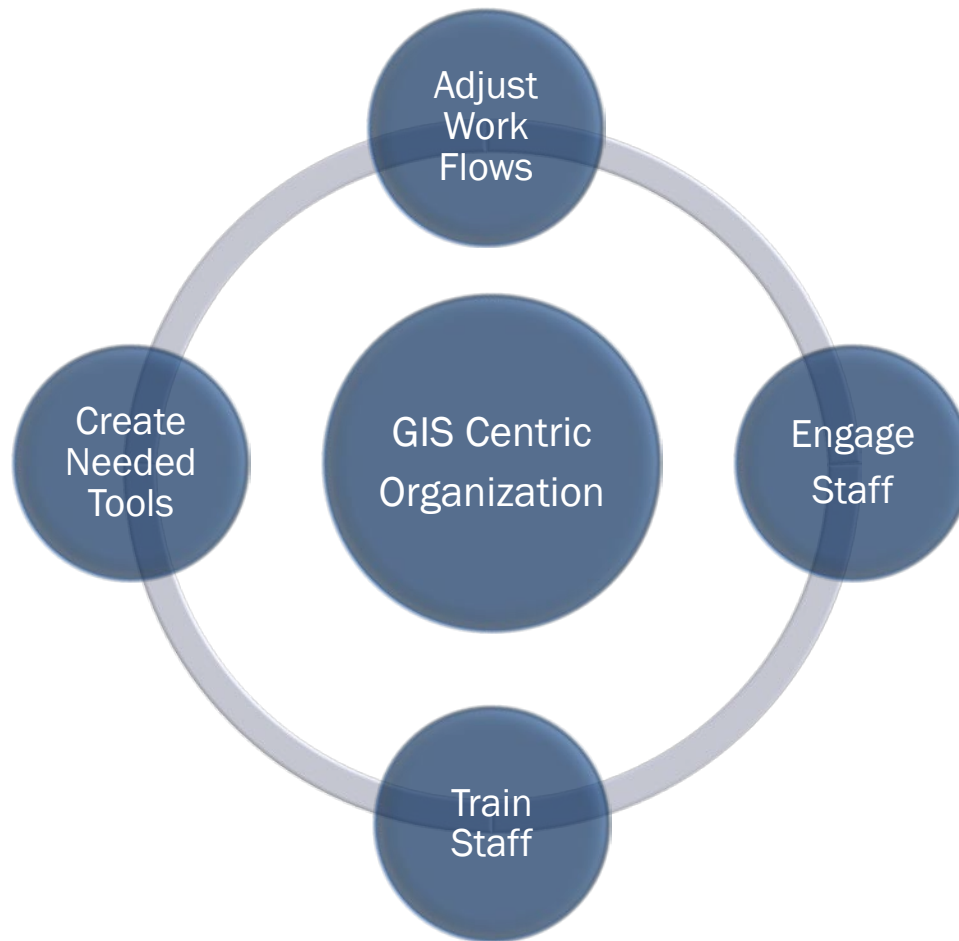 Adjust
Work
Flows
Create
Needed
Tools
GIS Centric
Organization
Engage
Staff
Train
Staff